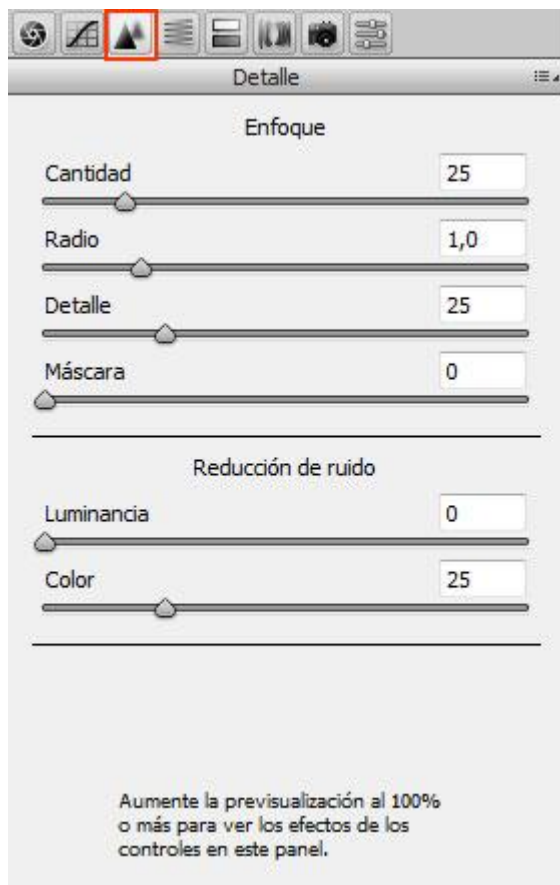 Detalle
Enfoque
Cantidad 25
Radio 1,0
Detalle 25
Máscara 0
Reducción de ruido
Luminancia 0
Color 25
Aumente la previsualización al 100%
o más para ver los efectos de los
controles en este panel.